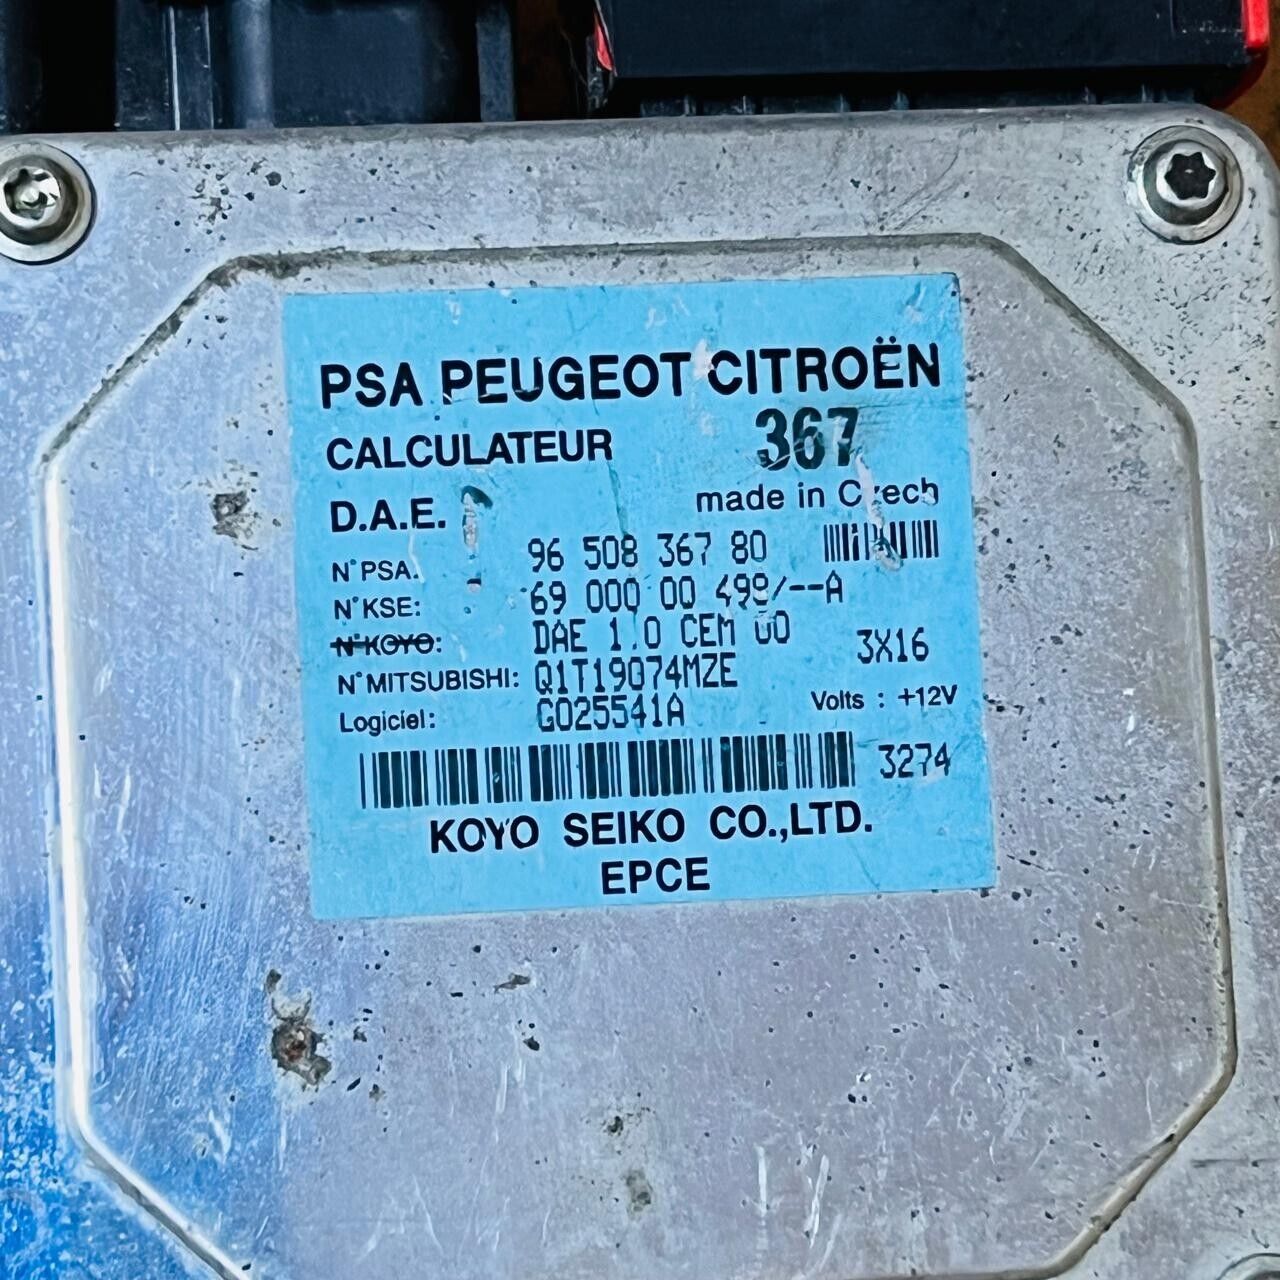 PSA PEUGEOT CITROËN
CALCULATEUR 367
D.A.E. made in Czech
N°PSA: 96 508 367 80
N°KSE: 69 000 00 499/--A
N°KOYO: DAE 1.0 CEM 00 3X16
N°MITSUBISHI: Q1T19074MZE
Logiciel: G025541A Volts : +12V
3274
KOYO SEIKO CO.,LTD.
EPCE